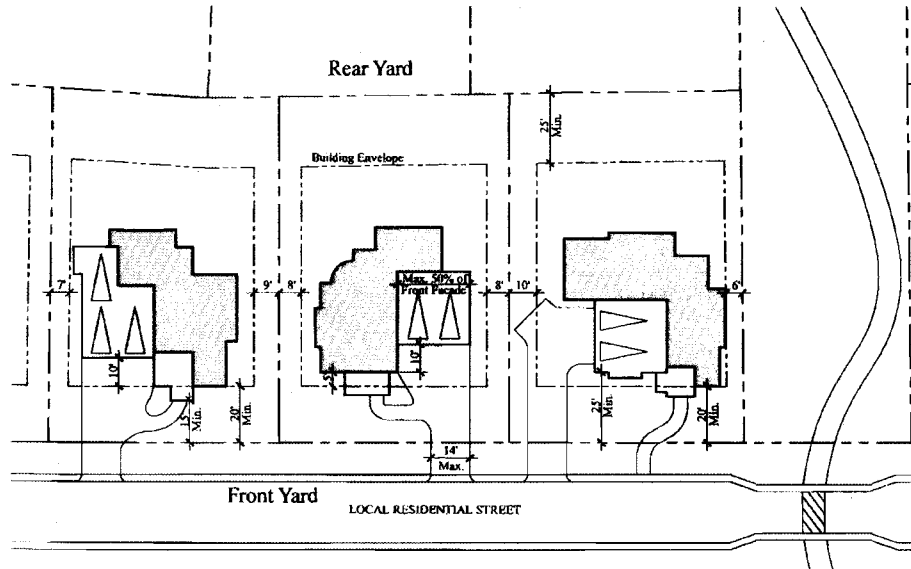 Rear Yard
25'
Min.
Building Envelope
7'
9'
8'
Max. 50% of
Front Facade
8'
10'
6'
10'
10'
5'
15'
Min.
20'
Min.
25'
Min.
20'
Min.
14'
Max.
Front Yard
LOCAL RESIDENTIAL STREET